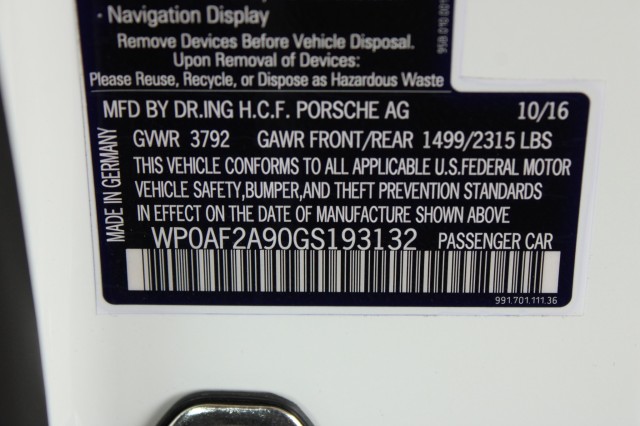 · Navigation Display
Remove Devices Before Vehicle Disposal.
Upon Removal of Devices:
Please Reuse, Recycle, or Dispose as Hazardous Waste
95B 010 001
MFD BY DR.ING H.C.F. PORSCHE AG 10/16
GVWR 3792 GAWR FRONT/REAR 1499/2315 LBS
THIS VEHICLE CONFORMS TO ALL APPLICABLE U.S.FEDERAL MOTOR
VEHICLE SAFETY,BUMPER,AND THEFT PREVENTION STANDARDS
IN EFFECT ON THE DATE OF MANUFACTURE SHOWN ABOVE
WP0AF2A90GS193132 PASSENGER CAR
MADE IN GERMANY
991.701.111.36